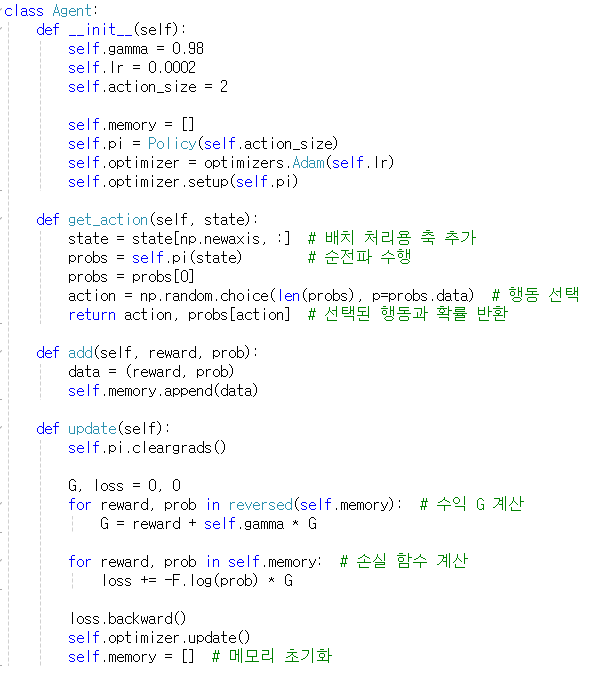 class Agent:
    def __init__(self):
        self.gamma = 0.98
        self.lr = 0.0002
        self.action_size = 2

        self.memory = []
        self.pi = Policy(self.action_size)
        self.optimizer = optimizers.Adam(self.lr)
        self.optimizer.setup(self.pi)

    def get_action(self, state):
        state = state[np.newaxis, :]  # 배치 처리용 축 추가
        probs = self.pi(state)        # 순전파 수행
        probs = probs[0]
        action = np.random.choice(len(probs), p=probs.data)  # 행동 선택
        return action, probs[action]  # 선택된 행동과 확률 반환

    def add(self, reward, prob):
        data = (reward, prob)
        self.memory.append(data)

    def update(self):
        self.pi.cleargrads()

        G, loss = 0, 0
        for reward, prob in reversed(self.memory):  # 수익 G 계산
            G = reward + self.gamma * G

        for reward, prob in self.memory:  # 손실 함수 계산
            loss += -F.log(prob) * G

        loss.backward()
        self.optimizer.update()
        self.memory = []  # 메모리 초기화